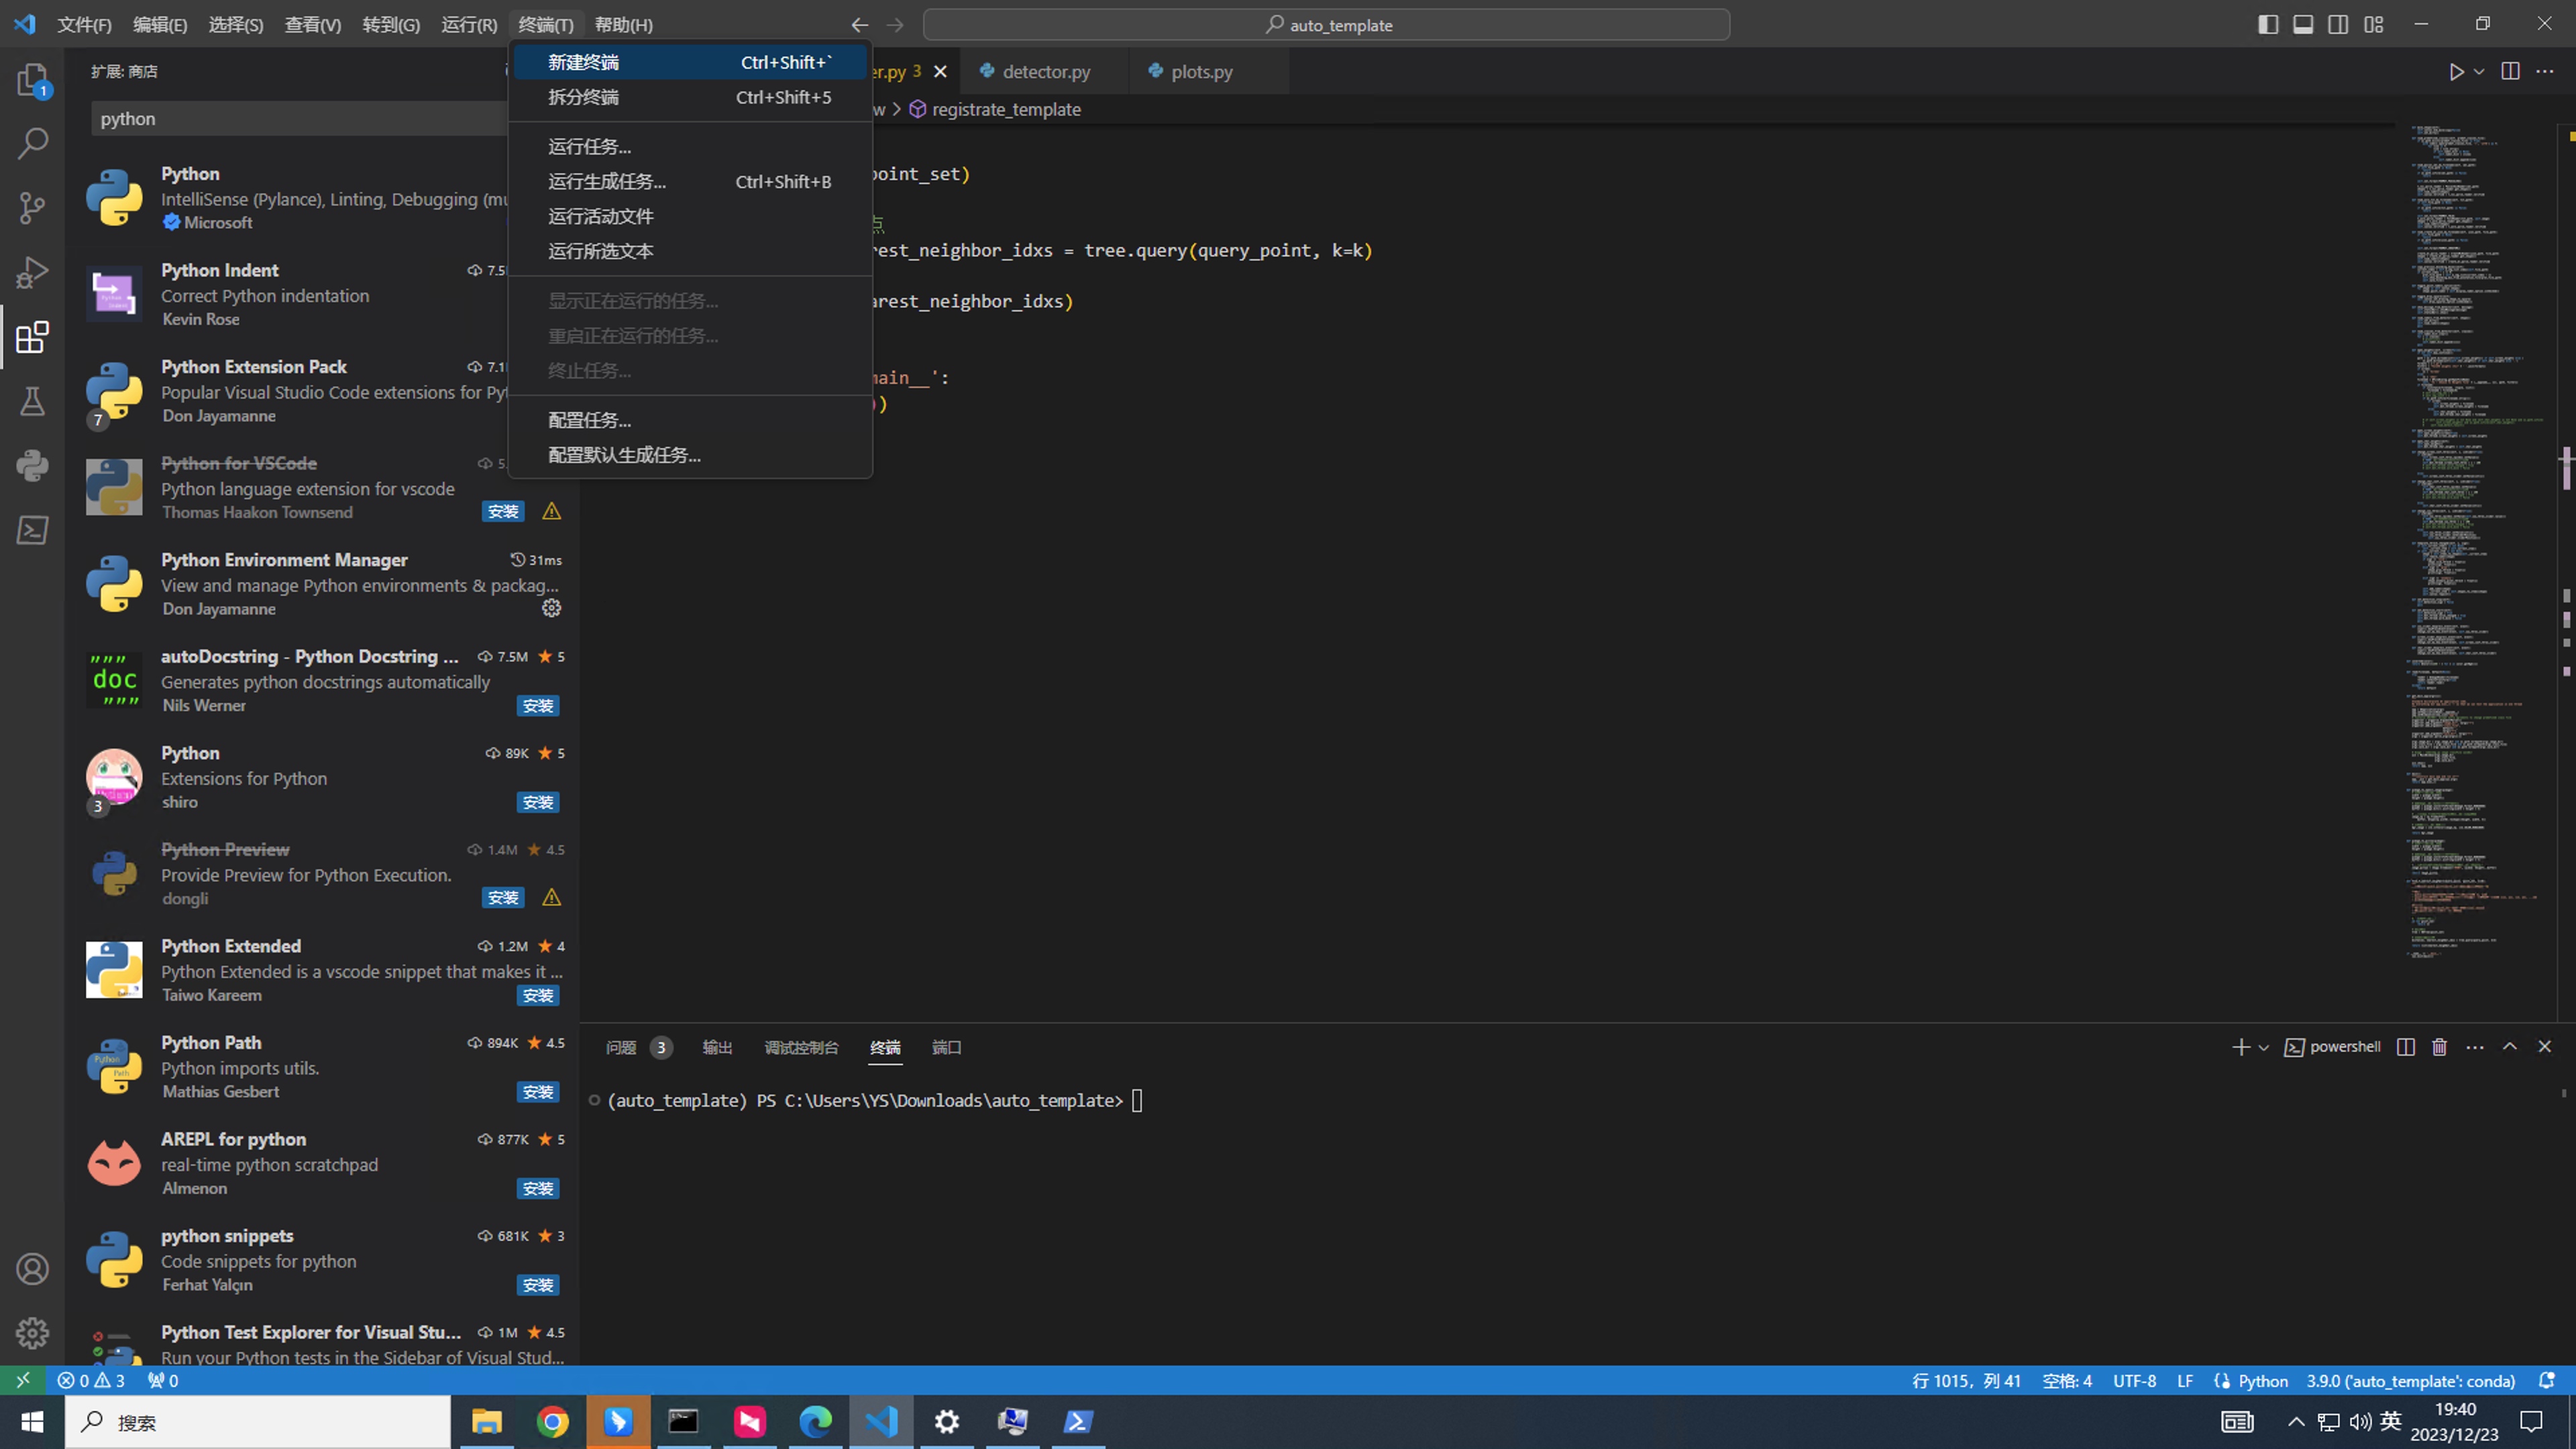 文件(F) 编辑(E) 选择(S) 查看(V) 转到(G) 运行(R) 终端(T) 帮助(H)
auto_template
扩展: 商店
python
Python
IntelliSense (Pylance), Linting, Debugging (mu
Microsoft
Python Indent 7.5
Correct Python indentation
Kevin Rose
Python Extension Pack 7.1
Popular Visual Studio Code extensions for Pyt
Don Jayamanne
7
Python for VSCode 5.
Python language extension for vscode
Thomas Haakon Townsend 安装
Python Environment Manager 31ms
View and manage Python environments & packag...
Don Jayamanne
autoDocstring - Python Docstring ... 7.5M 5
Generates python docstrings automatically
Nils Werner 安装
"""
doc
"""
Python 89K 5
Extensions for Python
shiro 安装
3
Python Preview 1.4M 4.5
Provide Preview for Python Execution.
dongli 安装
Python Extended 1.2M 4
Python Extended is a vscode snippet that makes it ...
Taiwo Kareem 安装
Python Path 894K 4.5
Python imports utils.
Mathias Gesbert 安装
AREPL for python 877K 5
real-time python scratchpad
Almenon 安装
python snippets 681K 3
Code snippets for python
Ferhat Yalçın 安装
Python Test Explorer for Visual Stu... 1M 4.5
Run your Python tests in the Sidebar of Visual Stud...
新建终端 Ctrl+Shift+`
拆分终端 Ctrl+Shift+5
运行任务...
运行生成任务... Ctrl+Shift+B
运行活动文件
运行所选文本
显示正在运行的任务...
重启正在运行的任务...
终止任务...
配置任务...
配置默认生成任务...
er.py 3 detector.py plots.py
w > registrate_template
point_set)
点
rest_neighbor_idxs = tree.query(query_point, k=k)
arest_neighbor_idxs)
main__':
))
问题 3 输出 调试控制台 终端 端口
powershell
(auto_template) PS C:\Users\YS\Downloads\auto_template>
0 3 0
行 1015，列 41 空格: 4 UTF-8 LF Python 3.9.0 ('auto_template': conda)
搜索
英
19:40
2023/12/23
1